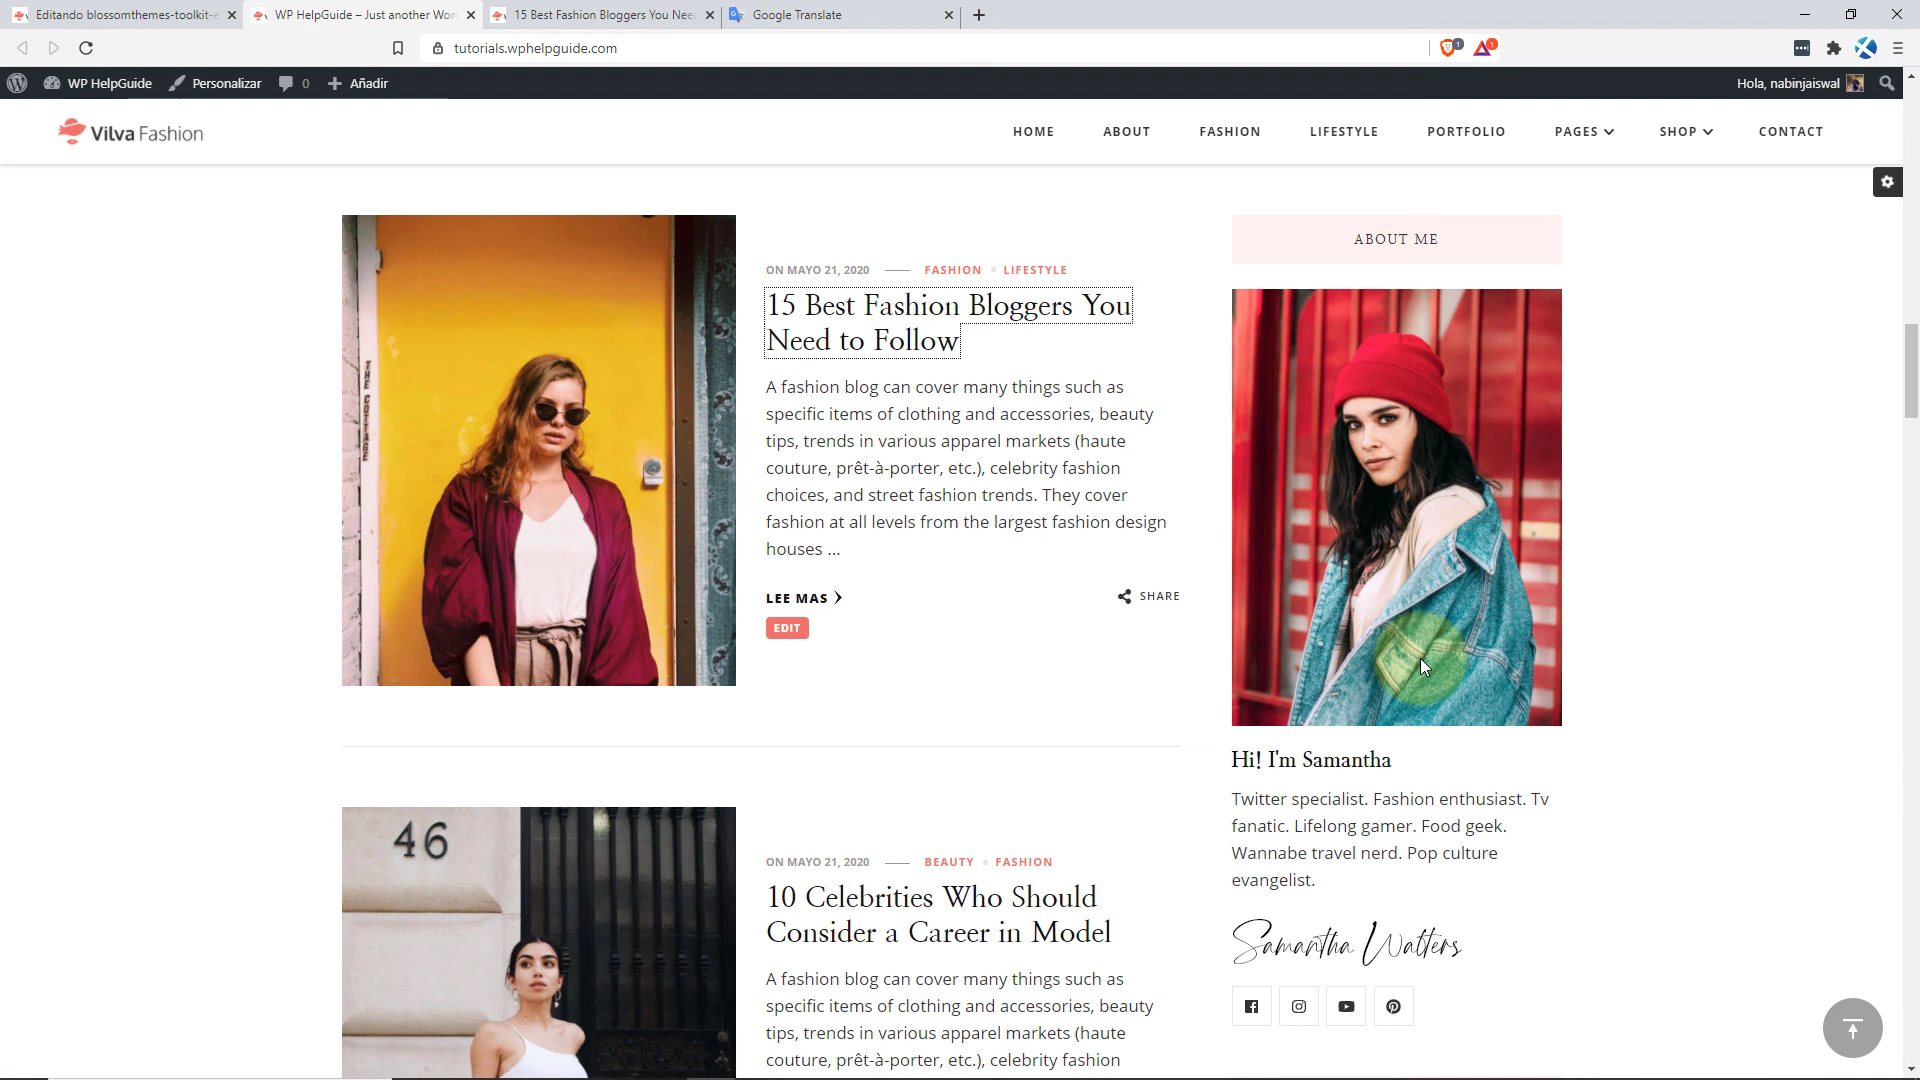 Editando blossomthemes-toolkit-e
WP HelpGuide – Just another Wor
15 Best Fashion Bloggers You Nee
Google Translate
tutorials.wphelpguide.com
1
1
WP HelpGuide
Personalizar
0
Añadir
Hola, nabinjaiswal
Vilva Fashion
HOME
ABOUT
FASHION
LIFESTYLE
PORTFOLIO
PAGES
SHOP
CONTACT
THE COTTAGE
ON MAYO 21, 2020
FASHION
LIFESTYLE
15 Best Fashion Bloggers You
Need to Follow
A fashion blog can cover many things such as
specific items of clothing and accessories, beauty
tips, trends in various apparel markets (haute
couture, prêt-à-porter, etc.), celebrity fashion
choices, and street fashion trends. They cover
fashion at all levels from the largest fashion design
houses ...
LEE MAS
SHARE
EDIT
46
ON MAYO 21, 2020
BEAUTY
FASHION
10 Celebrities Who Should
Consider a Career in Model
A fashion blog can cover many things such as
specific items of clothing and accessories, beauty
tips, trends in various apparel markets (haute
couture, prêt-à-porter, etc.), celebrity fashion
ABOUT ME
Hi! I'm Samantha
Twitter specialist. Fashion enthusiast. Tv
fanatic. Lifelong gamer. Food geek.
Wannabe travel nerd. Pop culture
evangelist.
Samantha Walters